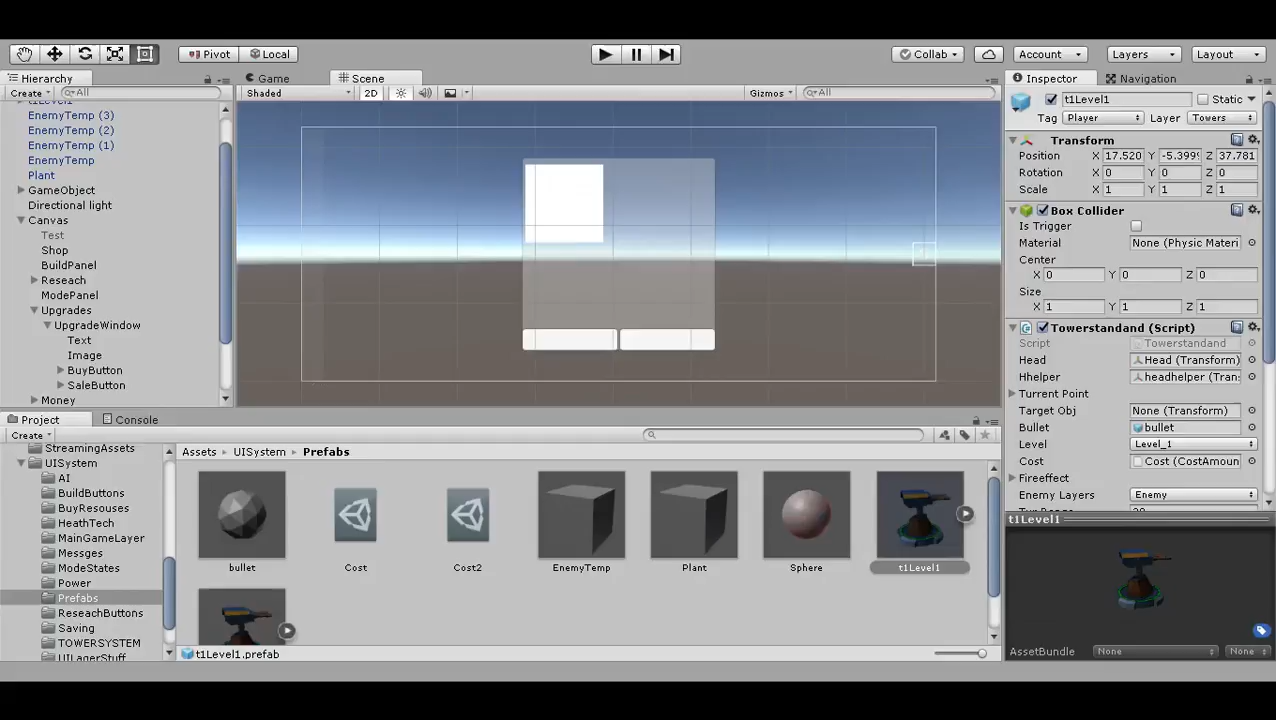 Pivot Local Collab Account Layers Layout
Hierarchy Game Scene Inspector Navigation
Create All Shaded 2D Gizmos All
t1Level1 Static
t1Level1
Tag Player Layer Towers
EnemyTemp (3)
EnemyTemp (2)
EnemyTemp (1)
EnemyTemp
Plant
GameObject
Directional light
Canvas
Test
Shop
BuildPanel
Reseach
ModePanel
Upgrades
UpgradeWindow
Text
Image
BuyButton
SaleButton
Money
Transform
Position X 17.520 Y -5.399 Z 37.781
Rotation X 0 Y 0 Z 0
Scale X 1 Y 1 Z 1
Box Collider
Is Trigger
Material None (Physic Materi
Center
X 0 Y 0 Z 0
Size
X 1 Y 1 Z 1
Towerstandand (Script)
Script Towerstandand
Head Head (Transform)
Hhelper headhelper (Tran
Turrent Point
Target Obj None (Transform)
Bullet bullet
Level Level_1
Cost Cost (CostAmoun
Fireeffect
Enemy Layers Enemy
Project Console
Create
StreamingAssets
UISystem
AI
BuildButtons
BuyResouses
HeathTech
MainGameLayer
Messges
ModeStates
Power
Prefabs
ReseachButtons
Saving
TOWERSYSTEM
UILagerStuff
Assets UISystem Prefabs
bullet Cost Cost2 EnemyTemp Plant Sphere t1Level1
t1Level1.prefab
t1Level1
AssetBundle None None